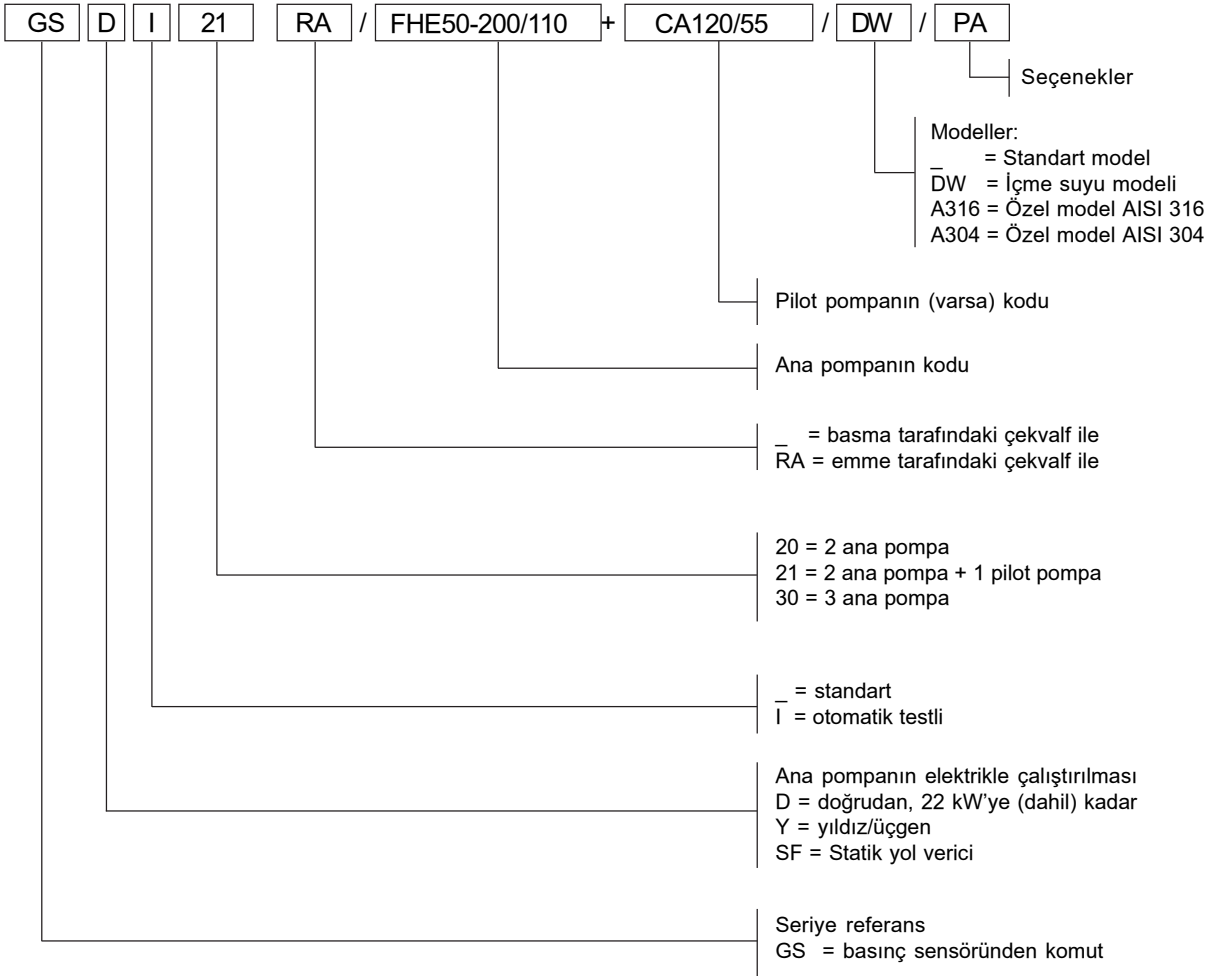 GS D I 21 RA / FHE50-200/110 + CA120/55 / DW / PA
Seçenekler
Modeller:
_ = Standart model
DW = İçme suyu modeli
A316 = Özel model AISI 316
A304 = Özel model AISI 304
Pilot pompanın (varsa) kodu
Ana pompanın kodu
_ = basma tarafındaki çekvalf ile
RA = emme tarafındaki çekvalf ile
20 = 2 ana pompa
21 = 2 ana pompa + 1 pilot pompa
30 = 3 ana pompa
_ = standart
I = otomatik testli
Ana pompanın elektrikle çalıştırılması
D = doğrudan, 22 kW’ye (dahil) kadar
Y = yıldız/üçgen
SF = Statik yol verici
Seriye referans
GS = basınç sensöründen komut